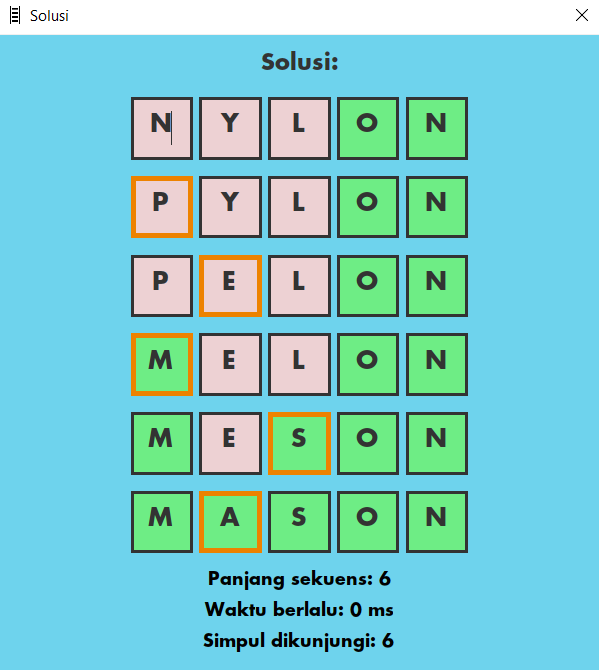 Solusi
Solusi:
N Y L O N
P Y L O N
P E L O N
M E L O N
M E S O N
M A S O N
Panjang sekuens: 6
Waktu berlalu: 0 ms
Simpul dikunjungi: 6